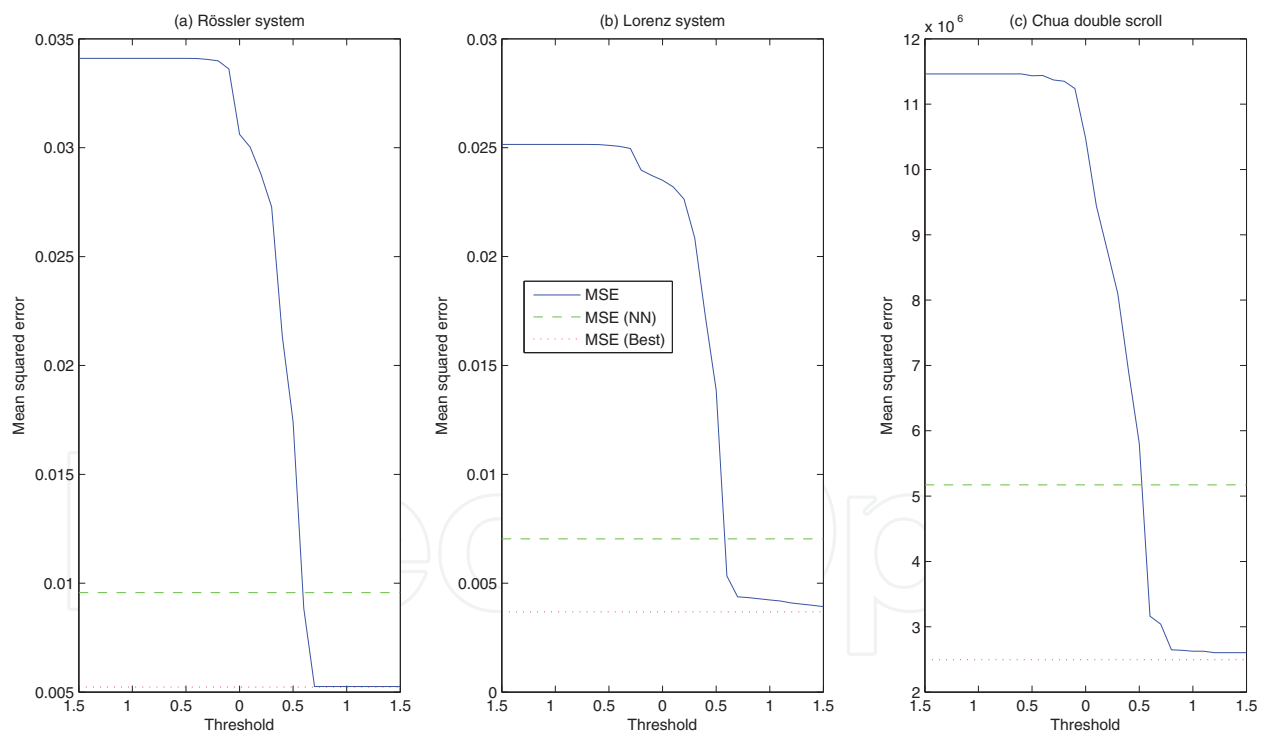 (a) Rössler system
0.035
0.03
0.025
0.02
0.015
0.01
0.005
Mean squared error
1.5 1 0.5 0 0.5 1 1.5
Threshold
(b) Lorenz system
0.03
0.025
0.02
0.015
0.01
0.005
0
Mean squared error
MSE
MSE (NN)
MSE (Best)
1.5 1 0.5 0 0.5 1 1.5
Threshold
(c) Chua double scroll
x 10 6
12
11
10
9
8
7
6
5
4
3
2
Mean squared error
1.5 1 0.5 0 0.5 1 1.5
Threshold